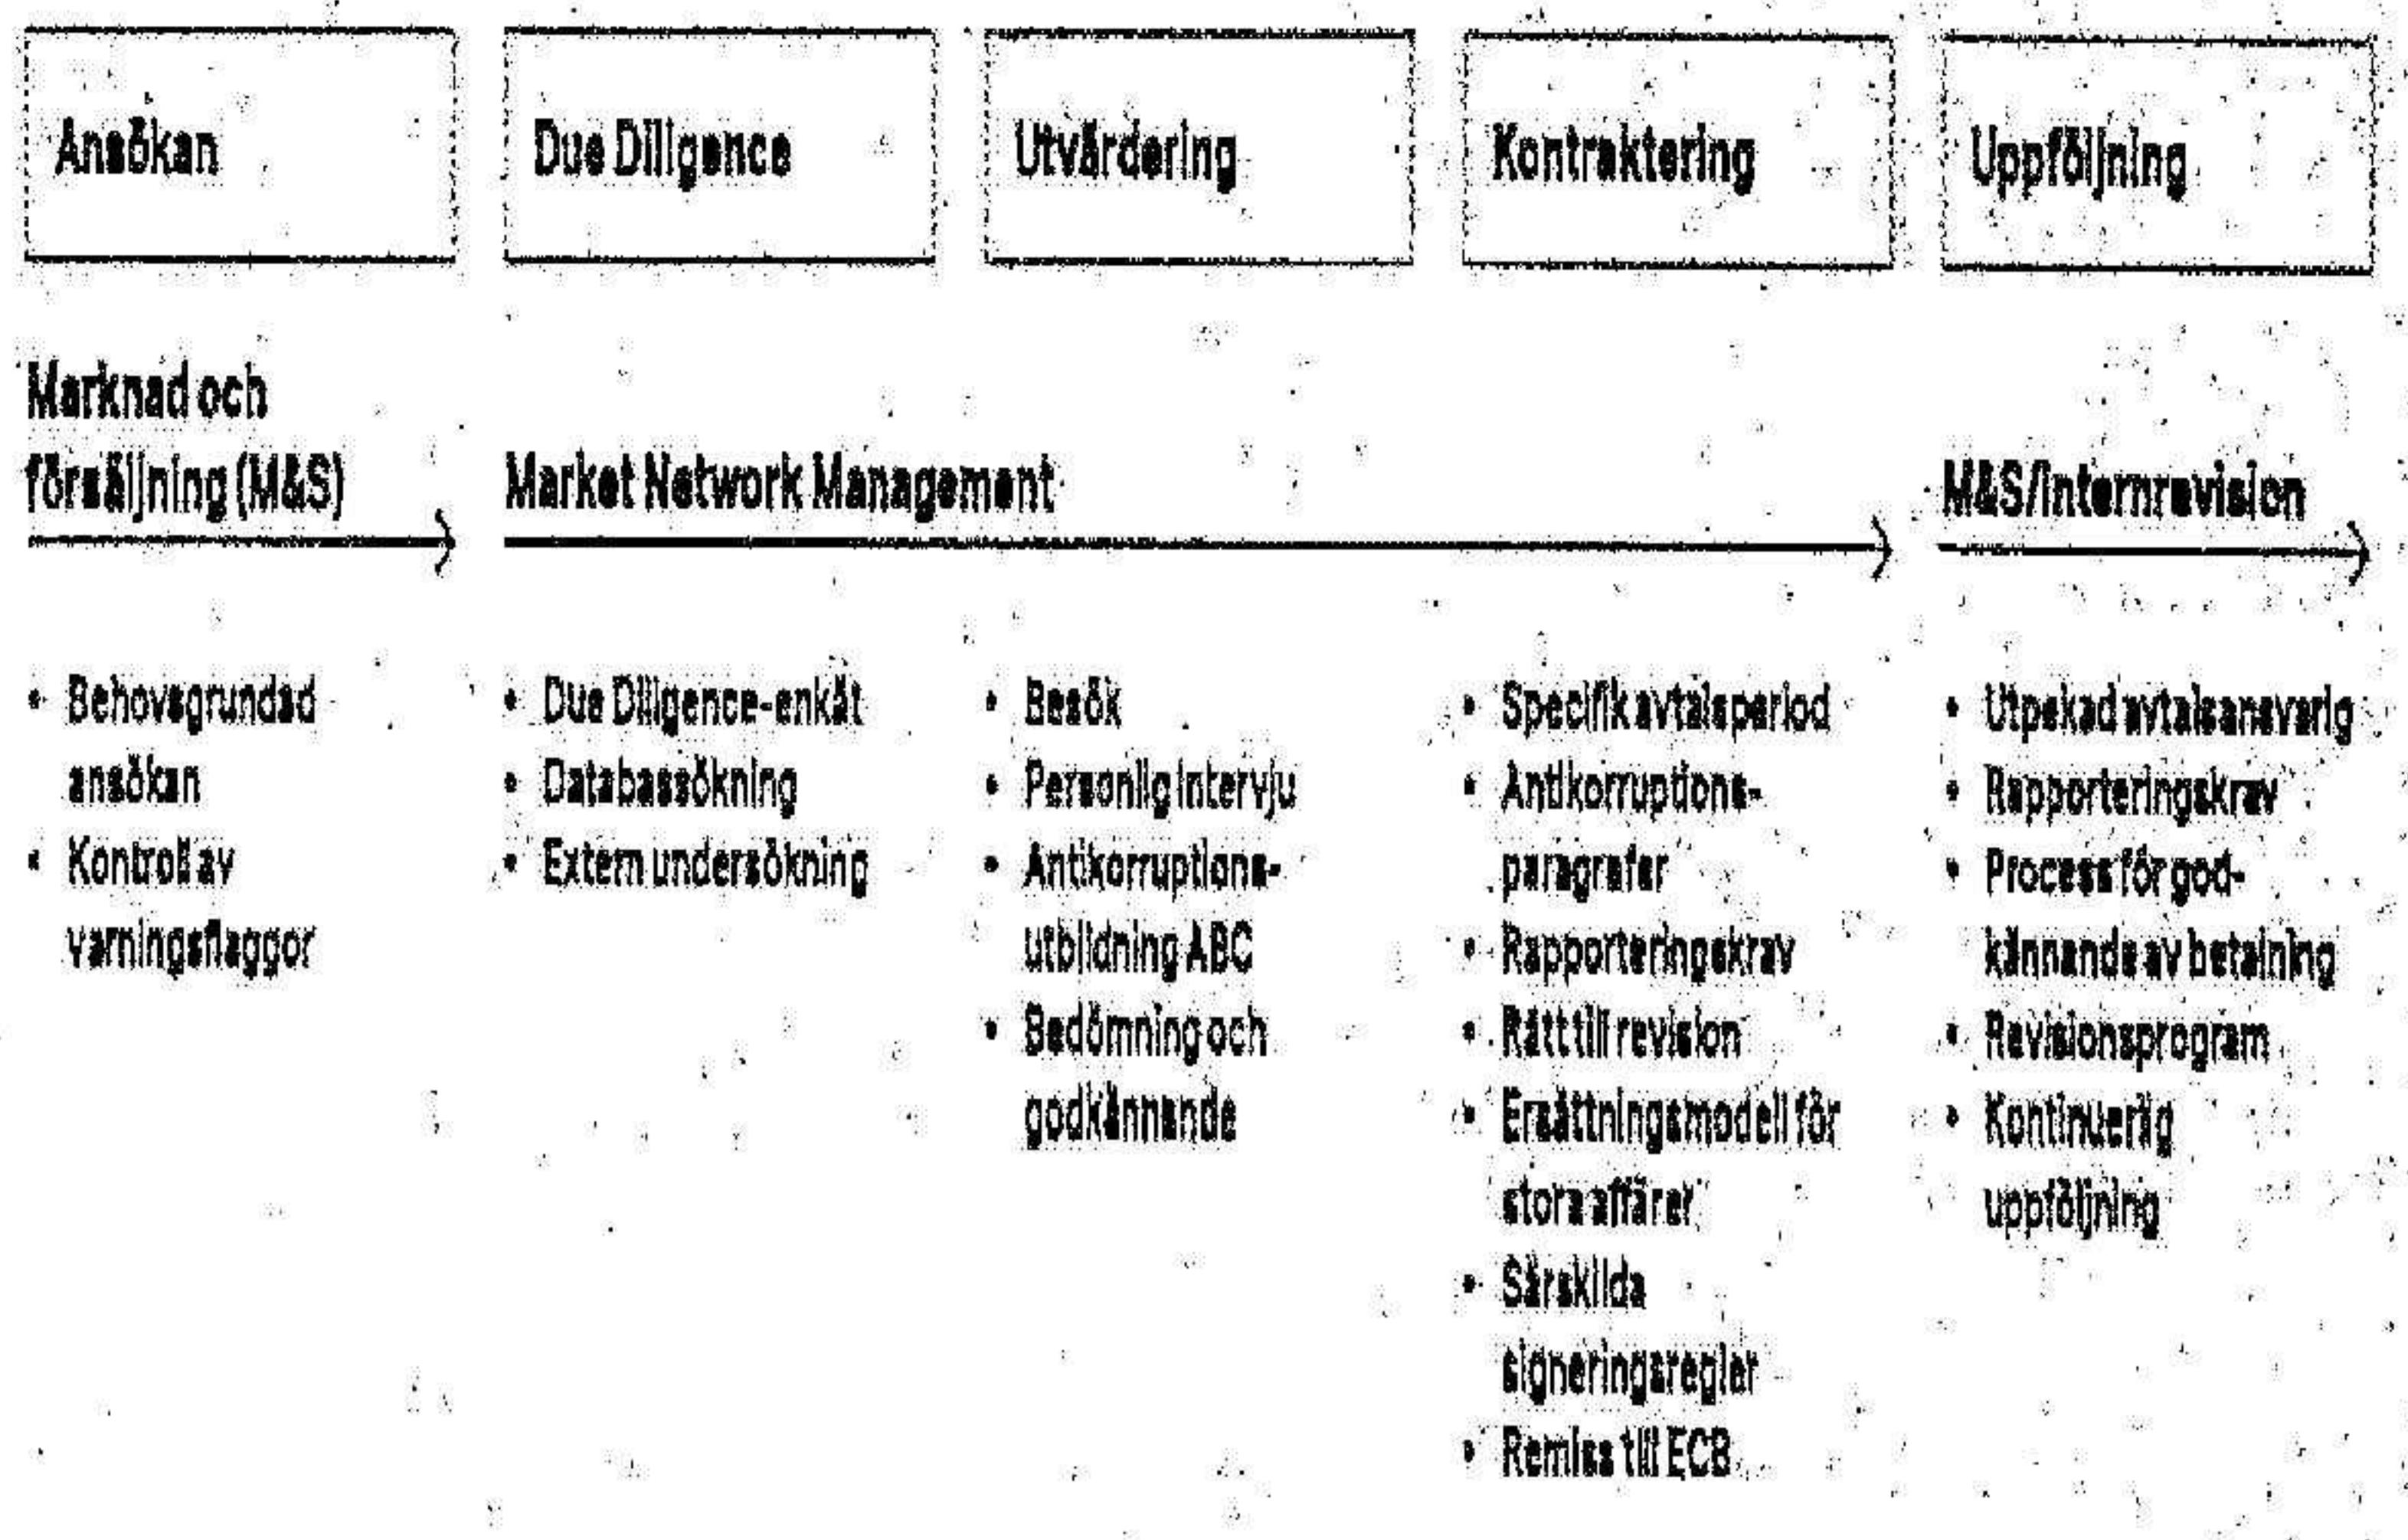 Ansökan
Due Diligence
Utvärdering
Kontraktering
Uppföljning
Marknad och
försäljning (M&S)
Market Network Management
M&S/Internrevision
• Behovsgrundad
ansökan
• Kontroll av
varningsflaggor
• Due Diligence-enkät
• Databassökning
• Extern undersökning
• Besök
• Personlig intervju
• Antikorruptions-
utbildning ABC
• Bedömning och
godkännande
• Specifik avtalsperiod
• Antikorruptions-
paragrafer
• Rapporteringskrav
• Rätt till revision
• Ersättningsmodell för
stora affärer
• Särskilda
signeringsregler
• Remiss till ECB
• Utpekad avtalsansvarig
• Rapporteringskrav
• Process för god-
kännande av betalning
• Revisionsprogram
• Kontinuerlig
uppföljning